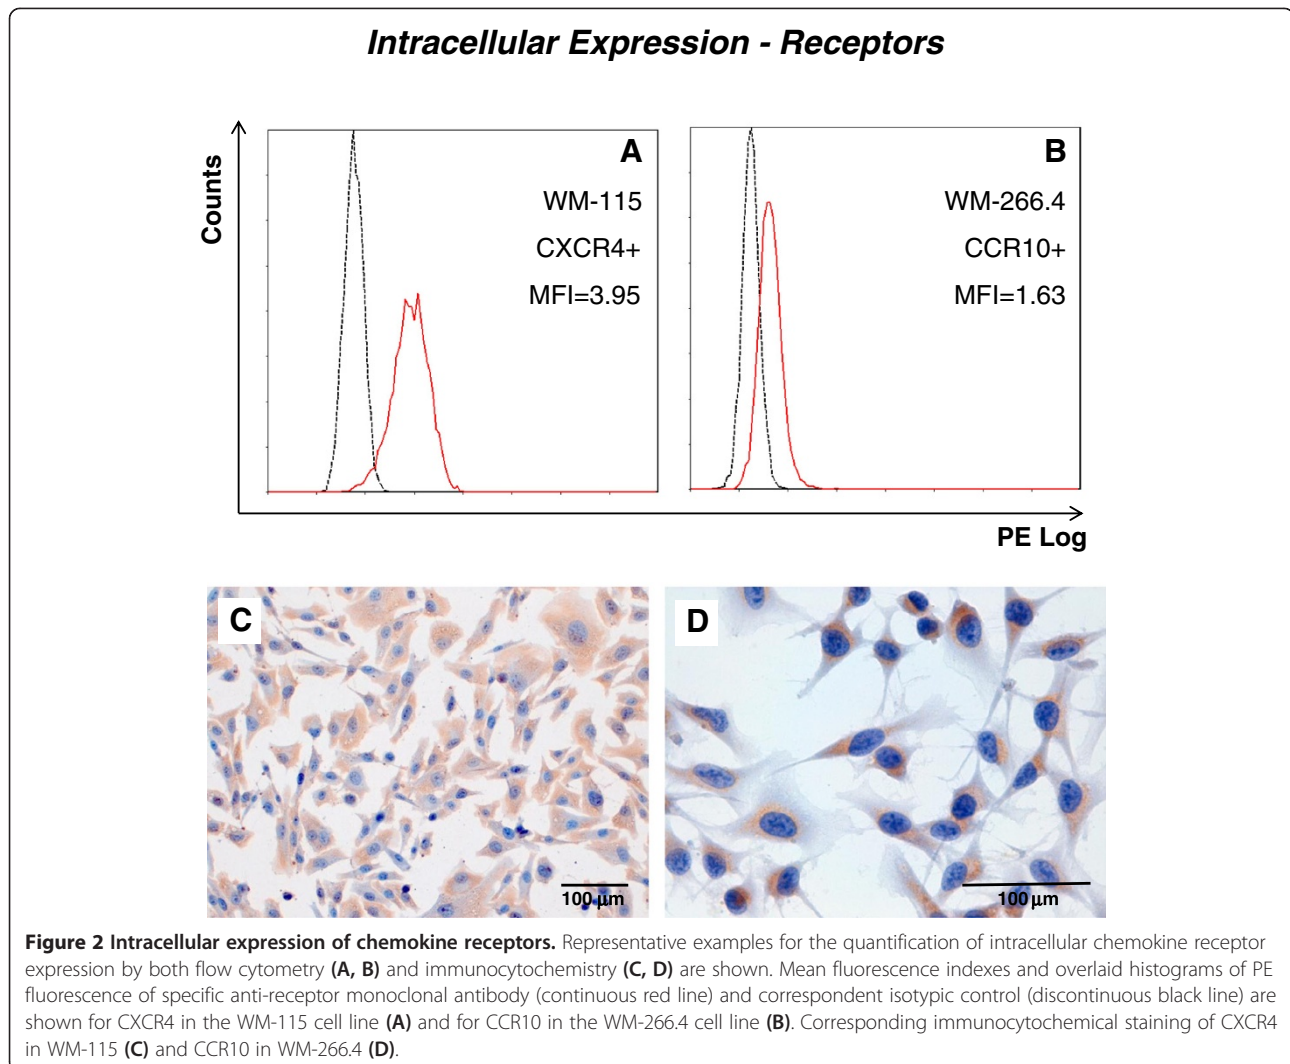 Intracellular Expression - Receptors
Counts
A
WM-115
CXCR4+
MFI=3.95
B
WM-266.4
CCR10+
MFI=1.63
PE Log
C
100 µm
D
100 µm
Figure 2 Intracellular expression of chemokine receptors. Representative examples for the quantification of intracellular chemokine receptor
expression by both flow cytometry (A, B) and immunocytochemistry (C, D) are shown. Mean fluorescence indexes and overlaid histograms of PE
fluorescence of specific anti-receptor monoclonal antibody (continuous red line) and correspondent isotypic control (discontinuous black line) are
shown for CXCR4 in the WM-115 cell line (A) and for CCR10 in the WM-266.4 cell line (B). Corresponding immunocytochemical staining of CXCR4
in WM-115 (C) and CCR10 in WM-266.4 (D).